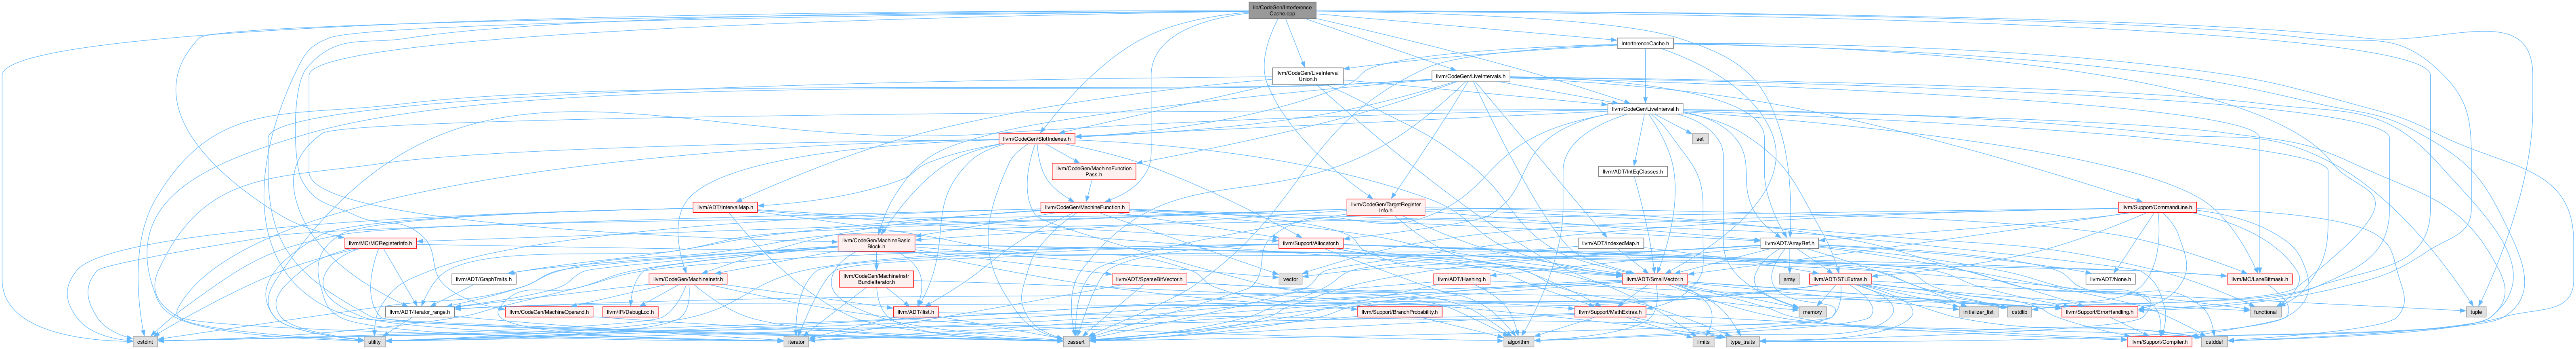 lib/CodeGen/Interference
Cache.cpp
InterferenceCache.h
llvm/CodeGen/LiveInterval
Union.h
llvm/CodeGen/LiveIntervals.h
llvm/CodeGen/LiveInterval.h
llvm/CodeGen/SlotIndexes.h
set
llvm/CodeGen/MachineFunction
Pass.h
llvm/ADT/IntEqClasses.h
llvm/ADT/IntervalMap.h
llvm/CodeGen/MachineFunction.h
llvm/CodeGen/TargetRegister
Info.h
llvm/Support/CommandLine.h
llvm/MC/MCRegisterInfo.h
llvm/CodeGen/MachineBasic
Block.h
llvm/Support/Allocator.h
llvm/ADT/IndexedMap.h
llvm/ADT/ArrayRef.h
llvm/ADT/GraphTraits.h
llvm/CodeGen/MachineInstr.h
llvm/CodeGen/MachineInstr
BundleIterator.h
llvm/ADT/SparseBitVector.h
vector
llvm/ADT/Hashing.h
llvm/ADT/SmallVector.h
array
llvm/ADT/STLExtras.h
llvm/ADT/None.h
llvm/MC/LaneBitmask.h
llvm/ADT/iterator_range.h
llvm/CodeGen/MachineOperand.h
llvm/IR/DebugLoc.h
llvm/ADT/ilist.h
llvm/Support/BranchProbability.h
llvm/Support/MathExtras.h
memory
initializer_list
cstdlib
llvm/Support/ErrorHandling.h
functional
tuple
cstdint
utility
iterator
cassert
algorithm
limits
type_traits
llvm/Support/Compiler.h
cstddef